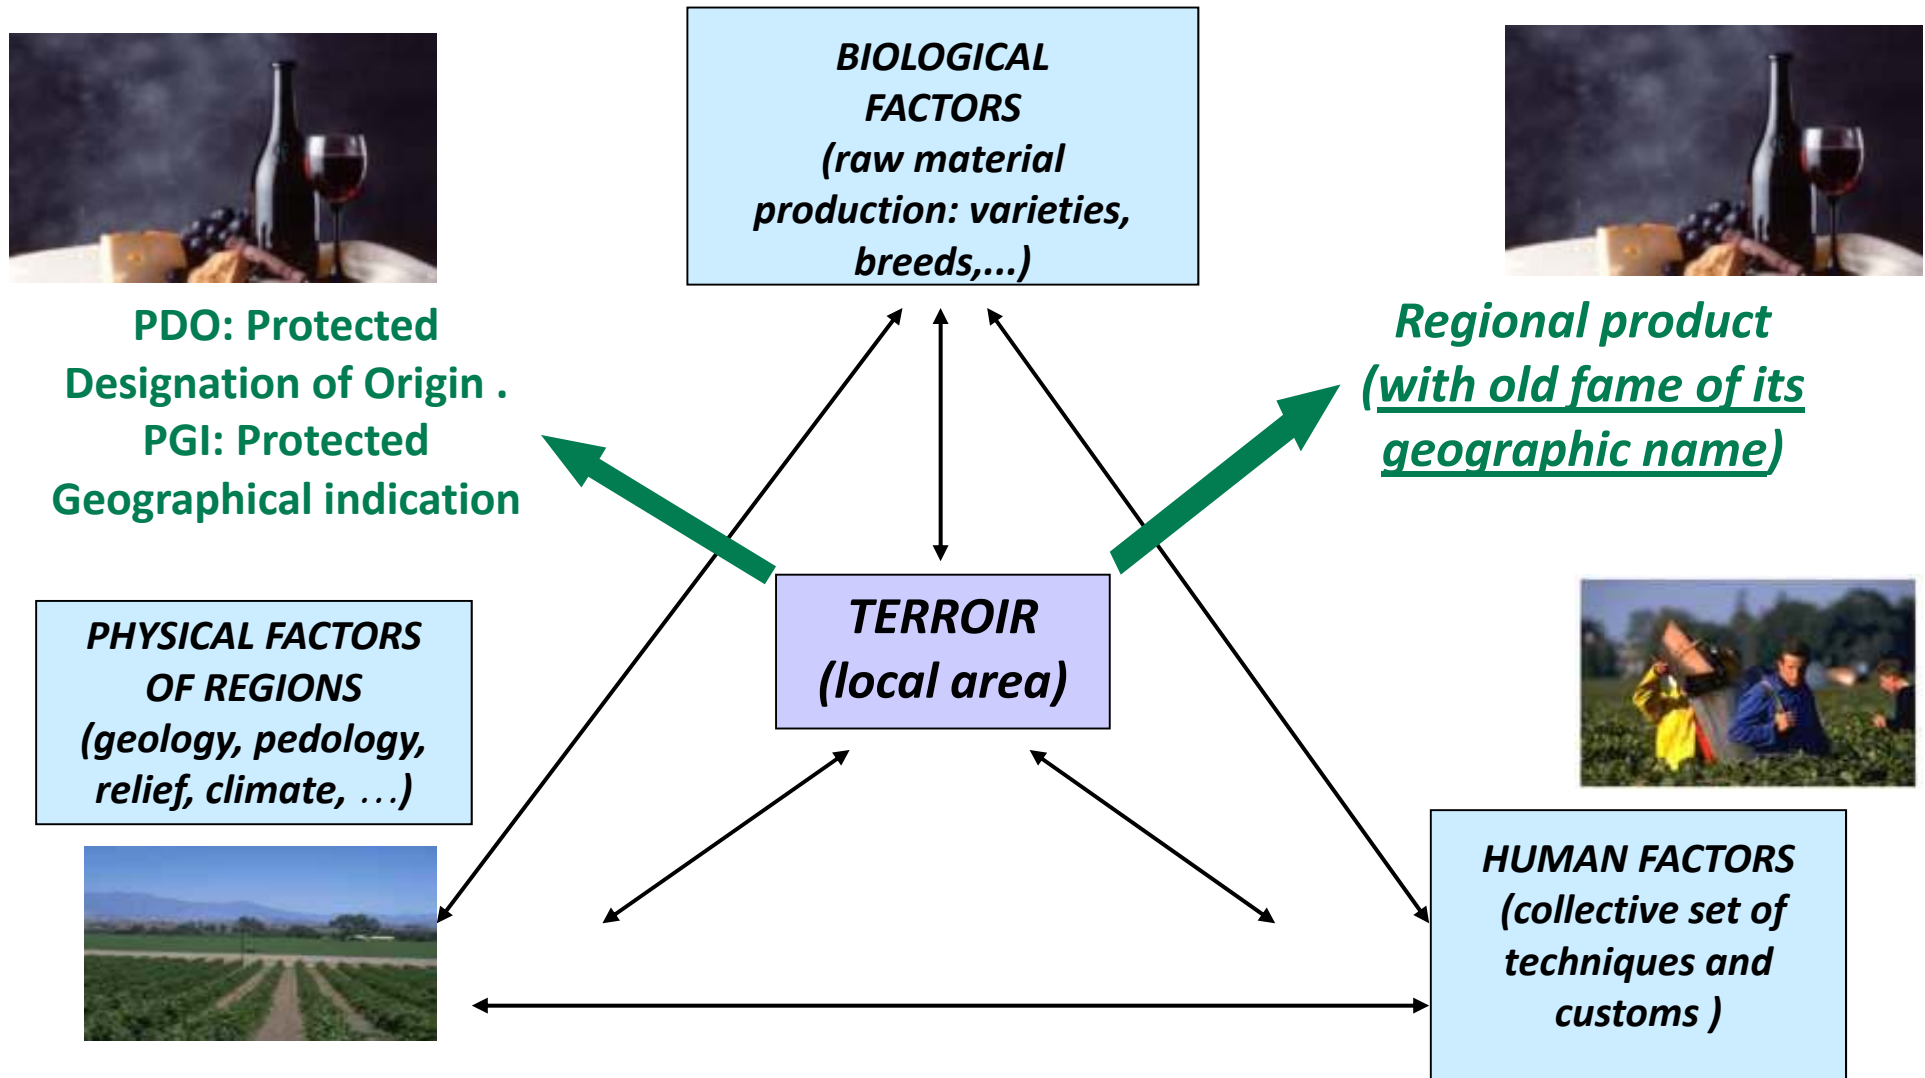 BIOLOGICAL
FACTORS
(raw material
production: varieties,
breeds,...)
PDO: Protected
Designation of Origin .
PGI: Protected
Geographical indication
Regional product
(with old fame of its
geographic name)
TERROIR
(local area)
PHYSICAL FACTORS
OF REGIONS
(geology, pedology,
relief, climate, ...)
HUMAN FACTORS
(collective set of
techniques and
customs )